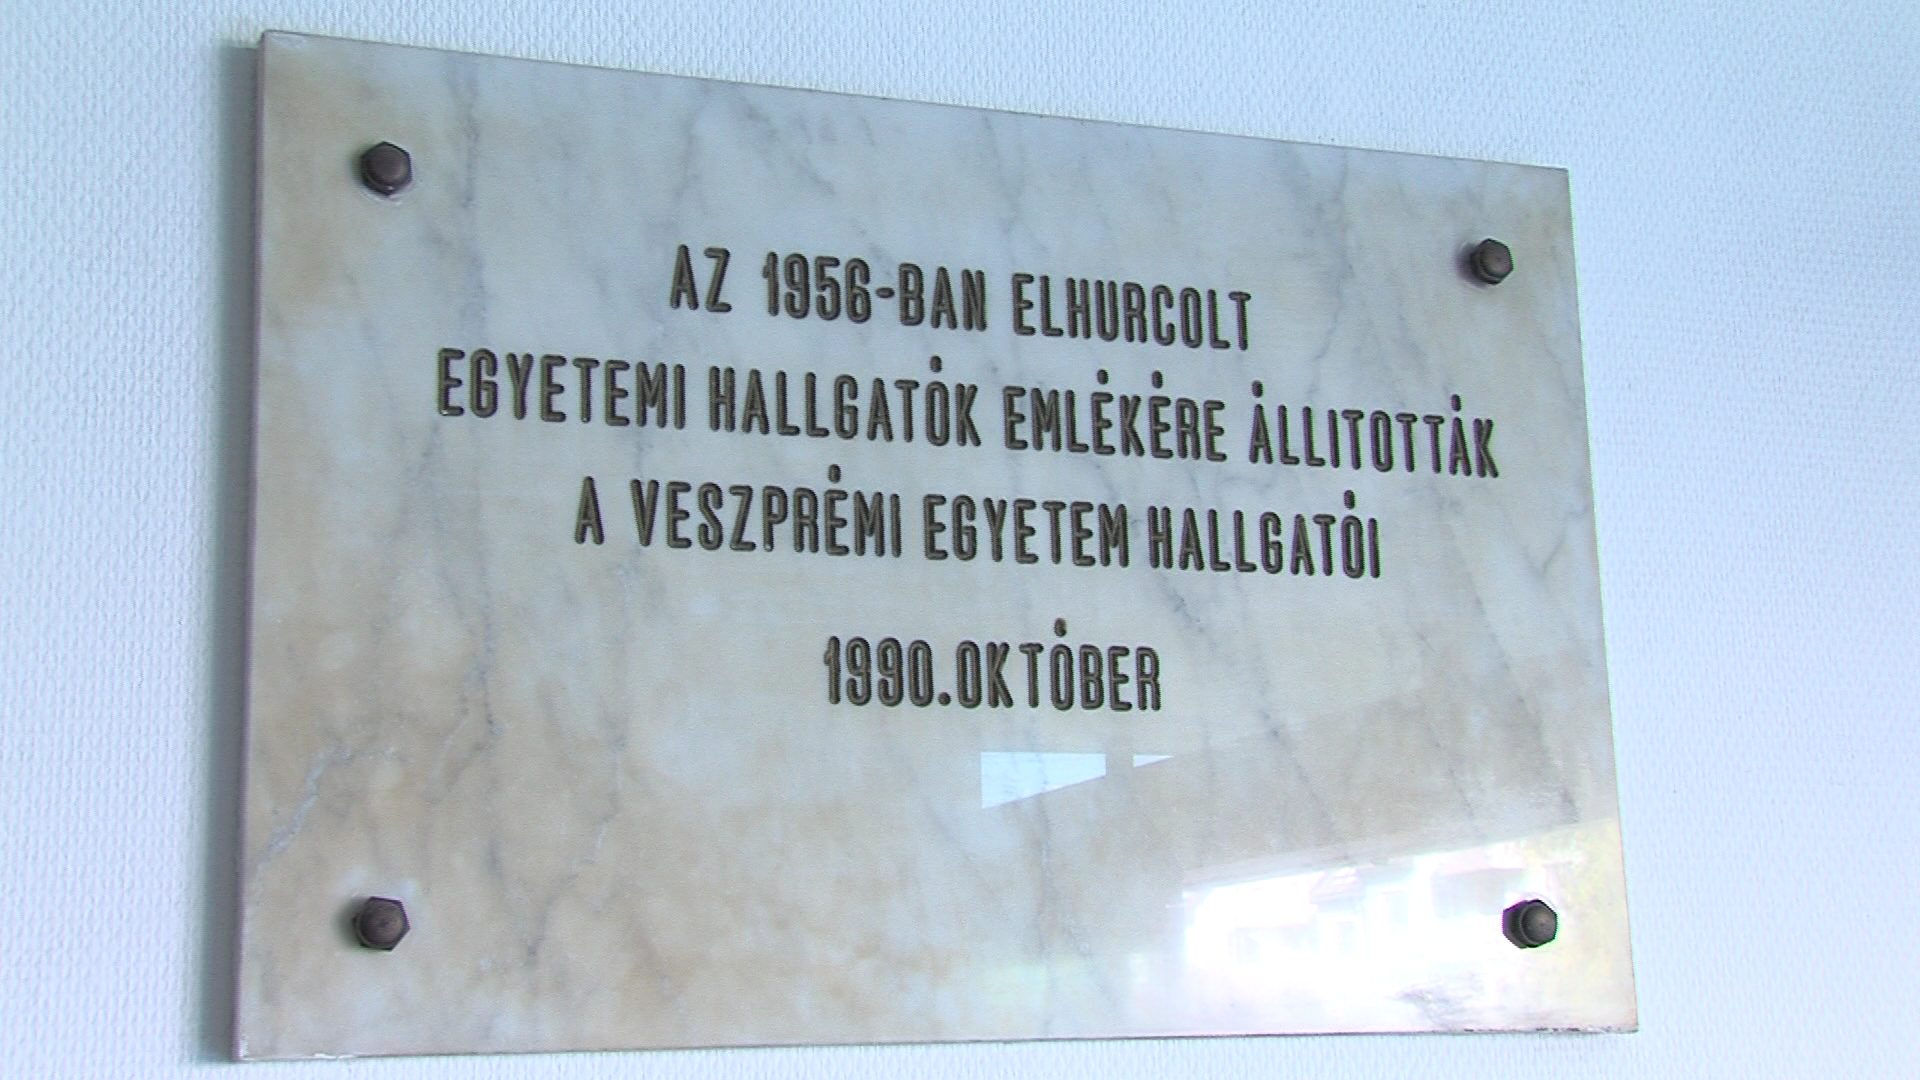 AZ 1956-BAN ELHURCOLT
EGYETEMI HALLGATÓK EMLÉKÉRE ÁLLITOTTÁK
A VESZPRÉMI EGYETEM HALLGATÓI
1990.OKTÓBER